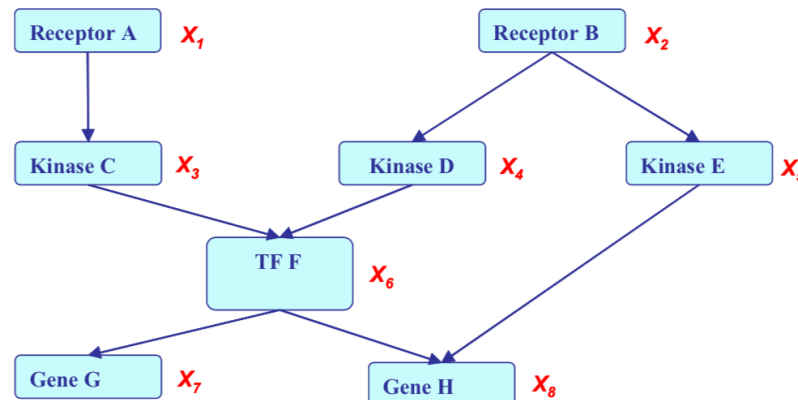 Receptor A X1
Receptor B X2
Kinase C X3
Kinase D X4
Kinase E X
TF F X6
Gene G X7
Gene H X8